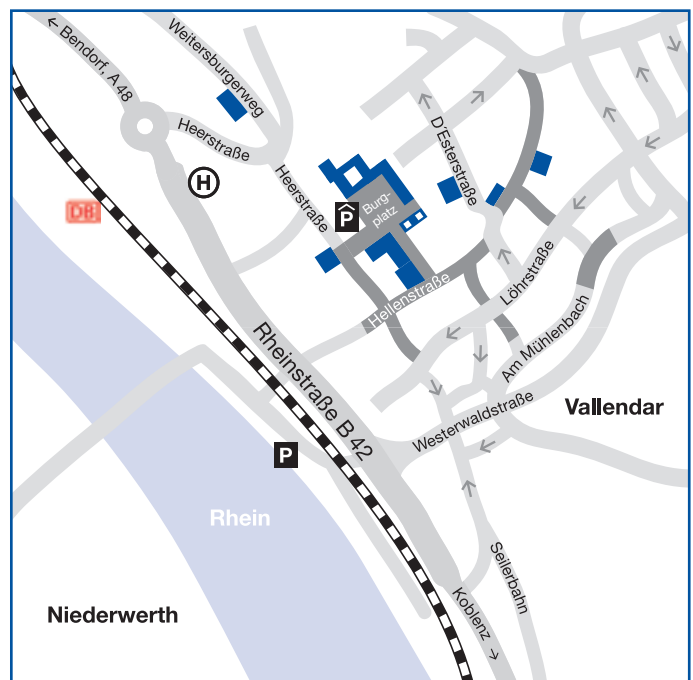 ← Bendorf, A 48
Weitersburgerweg
Heerstraße
H
Heerstraße
D'Esterstraße
DB
P
Burg-
platz
Löhrstraße
Hellenstraße
Am Mühlenbach
Rheinstraße B 42
Vallendar
Westerwaldstraße
P
Rhein
Seilerbahn
Niederwerth
Koblenz →